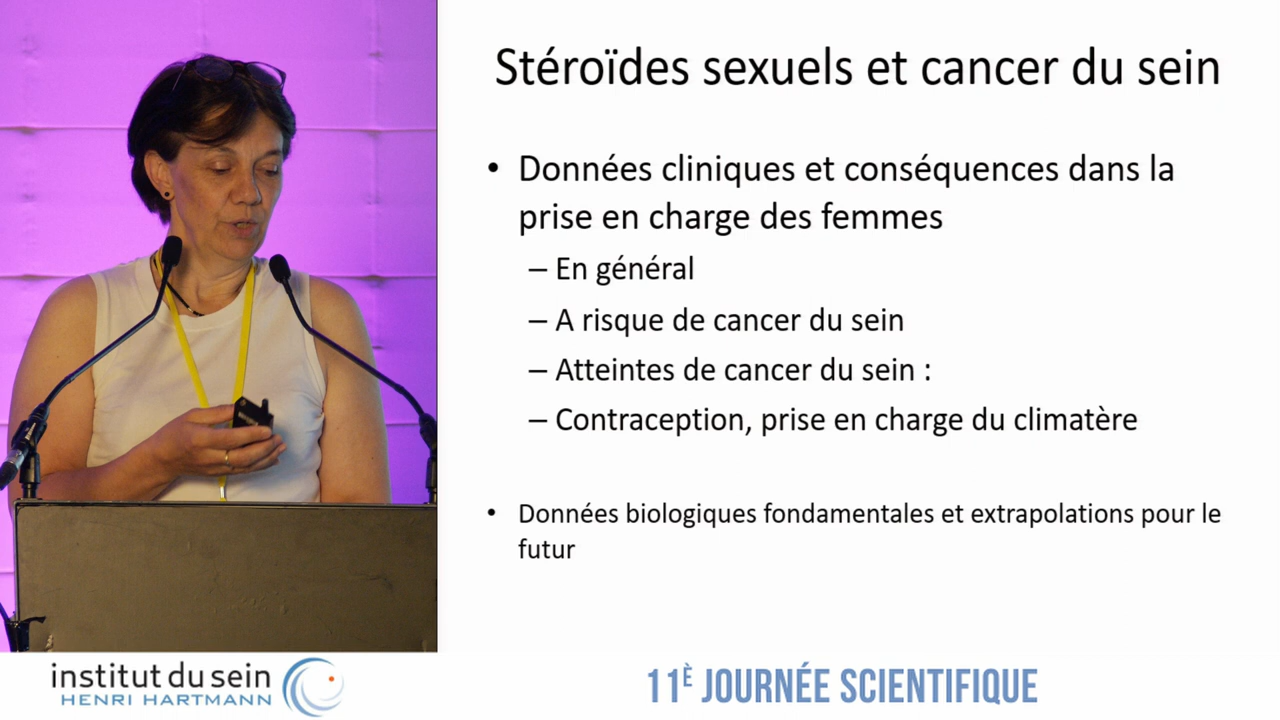 Stéroïdes sexuels et cancer du sein
• Données cliniques et conséquences dans la
prise en charge des femmes
– En général
– A risque de cancer du sein
– Atteintes de cancer du sein :
– Contraception, prise en charge du climatère
• Données biologiques fondamentales et extrapolations pour le
futur
institut du sein
HENRI HARTMANN
11È JOURNÉE SCIENTIFIQUE